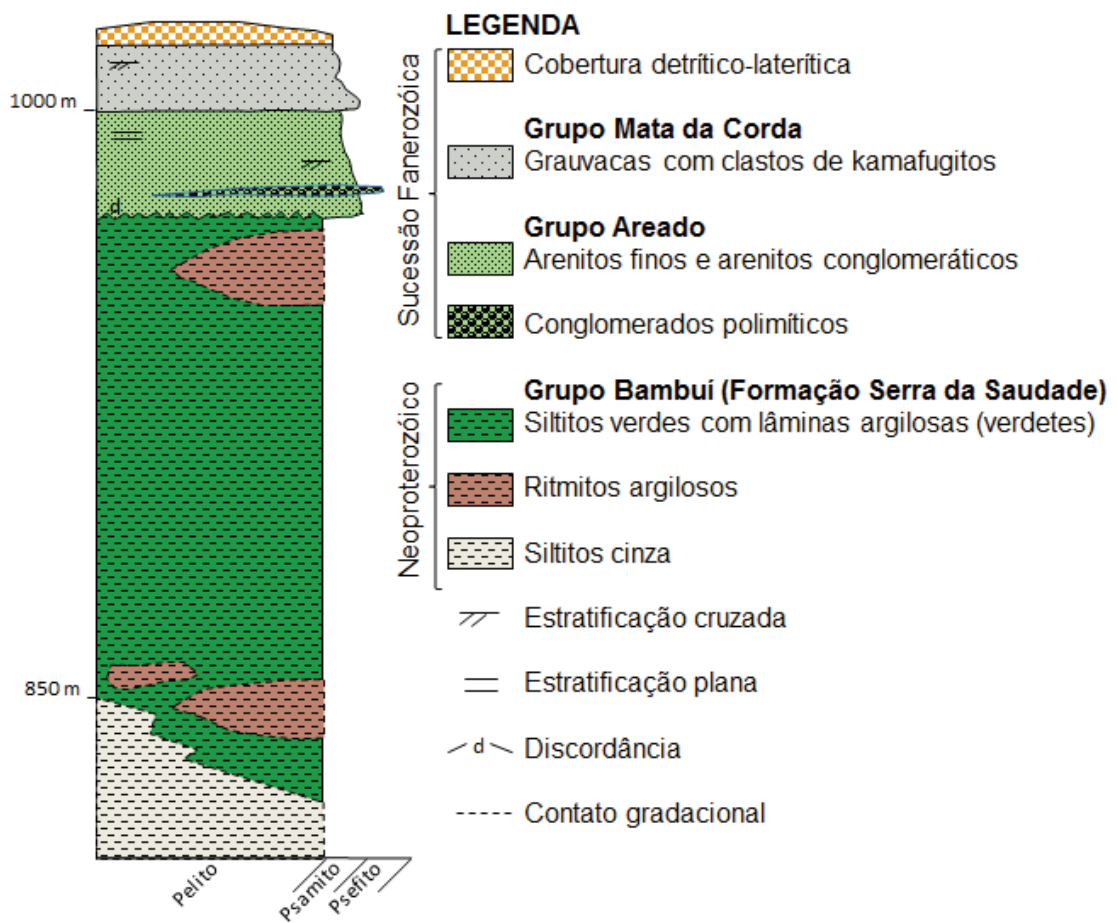 LEGENDA
Sucessão Fanerozóica
Cobertura detrítico-laterítica
Grupo Mata da Corda
Grauvacas com clastos de kamafugitos
Grupo Areado
Arenitos finos e arenitos conglomeráticos
Conglomerados polimíticos
Neoproterozóico
Grupo Bambuí (Formação Serra da Saudade)
Siltitos verdes com lâminas argilosas (verdetes)
Ritmitos argilosos
Siltitos cinza
Estratificação cruzada
Estratificação plana
d
Discordância
Contato gradacional
1000 m
d
850 m
Pelito
Psamito
Psefito